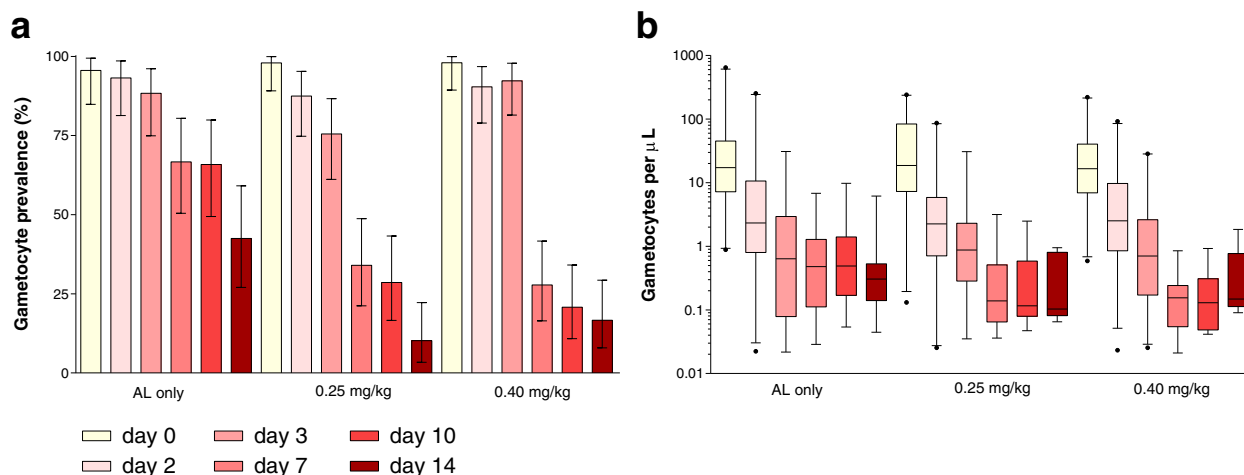 a
100
75
50
25
0
Gametocyte prevalence (%)
AL only 0.25 mg/kg 0.40 mg/kg
day 0 day 3 day 10
day 2 day 7 day 14
b
1000
100
10
1
0.1
0.01
Gametocytes per μ L
AL only 0.25 mg/kg 0.40 mg/kg